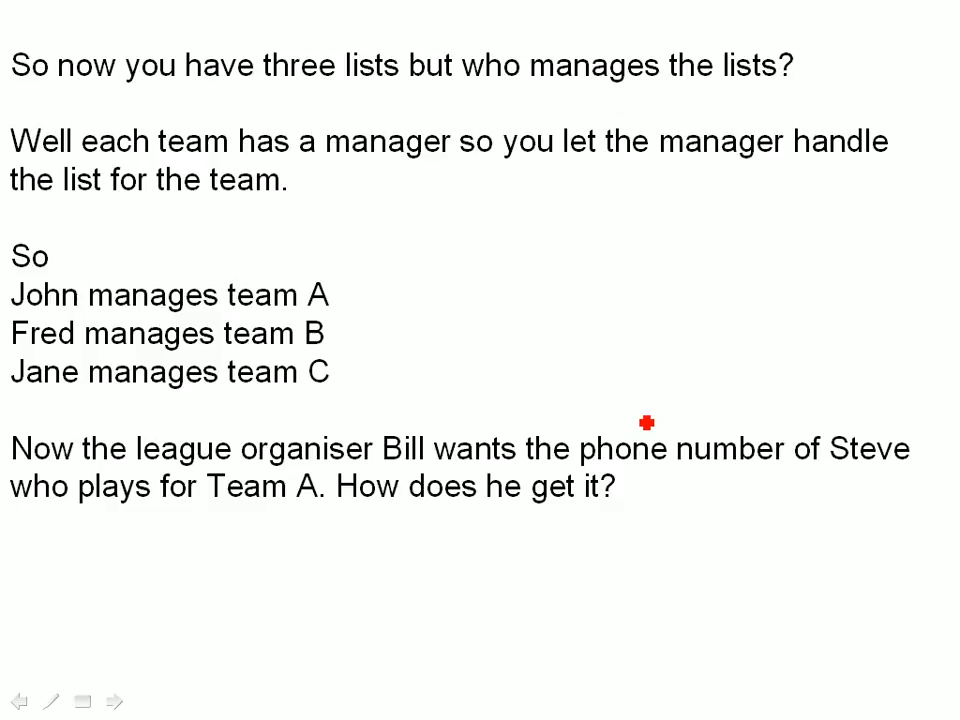 So now you have three lists but who manages the lists?
Well each team has a manager so you let the manager handle
the list for the team.
So
John manages team A
Fred manages team B
Jane manages team C
Now the league organiser Bill wants the phone number of Steve
who plays for Team A. How does he get it?